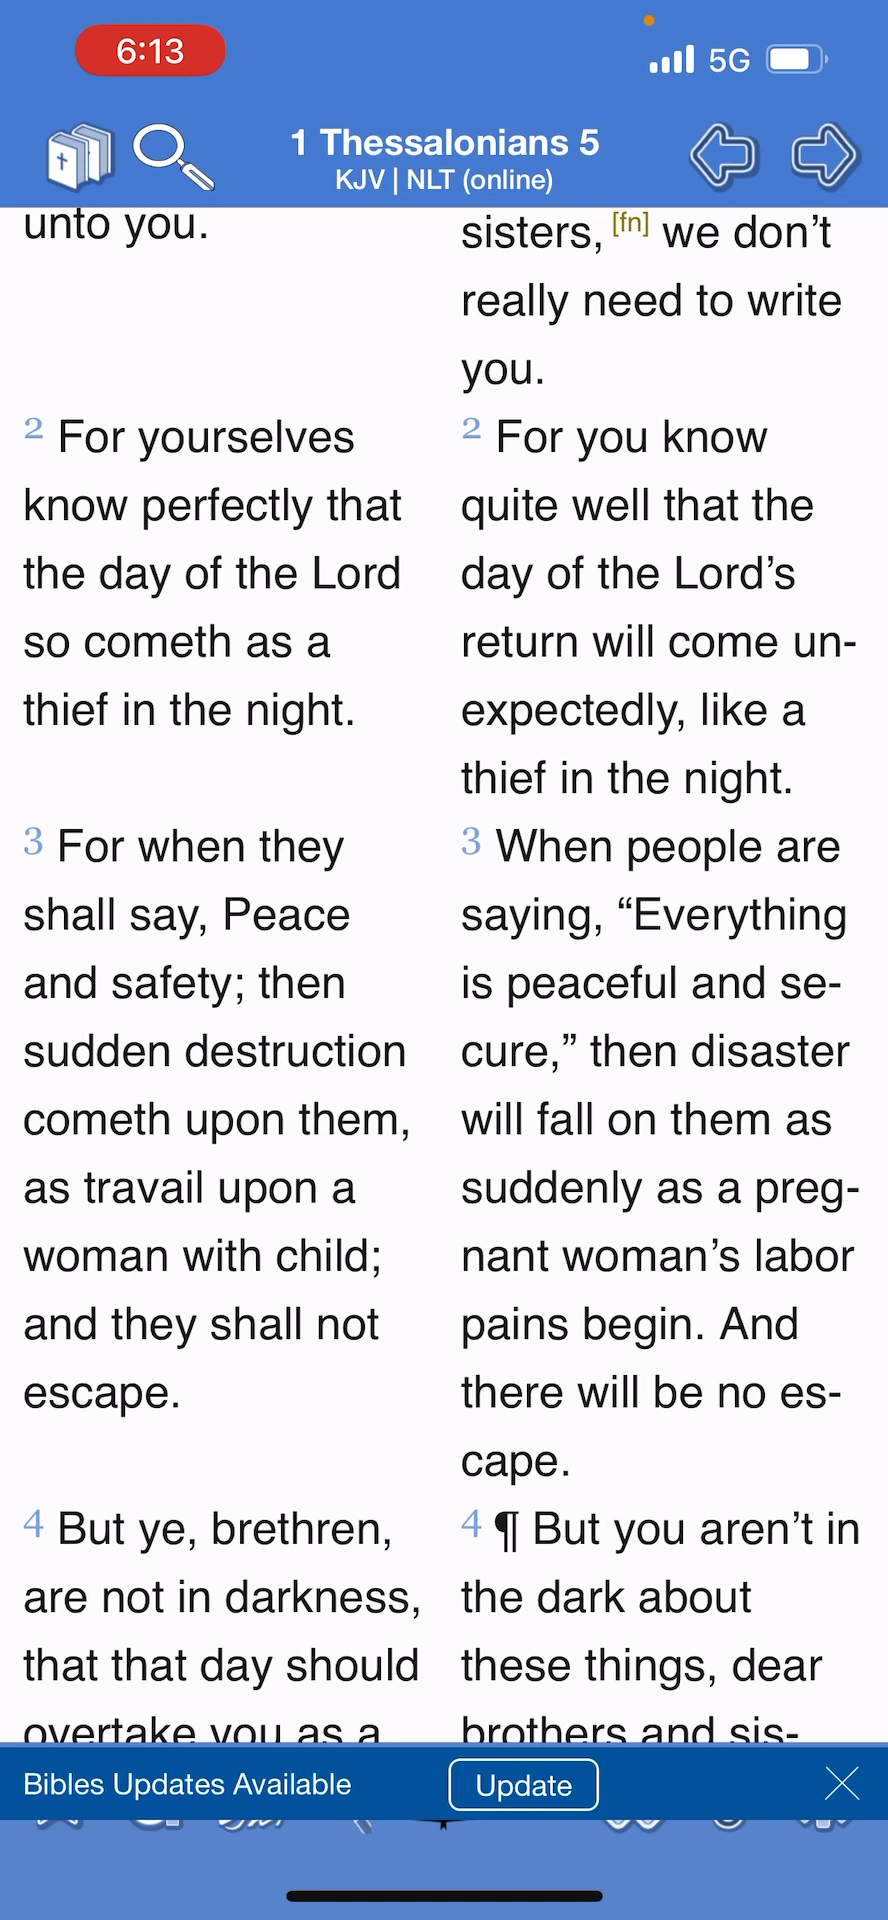 6:13
5G
1 Thessalonians 5
KJV | NLT (online)
unto you.
2 For yourselves
know perfectly that
the day of the Lord
so cometh as a
thief in the night.
3 For when they
shall say, Peace
and safety; then
sudden destruction
cometh upon them,
as travail upon a
woman with child;
and they shall not
escape.
4 But ye, brethren,
are not in darkness,
that that day should
overtake you as a
sisters, [fn] we don’t
really need to write
you.
2 For you know
quite well that the
day of the Lord’s
return will come un-
expectedly, like a
thief in the night.
3 When people are
saying, “Everything
is peaceful and se-
cure,” then disaster
will fall on them as
suddenly as a preg-
nant woman’s labor
pains begin. And
there will be no es-
cape.
4 ¶ But you aren’t in
the dark about
these things, dear
brothers and sis-
Bibles Updates Available
Update